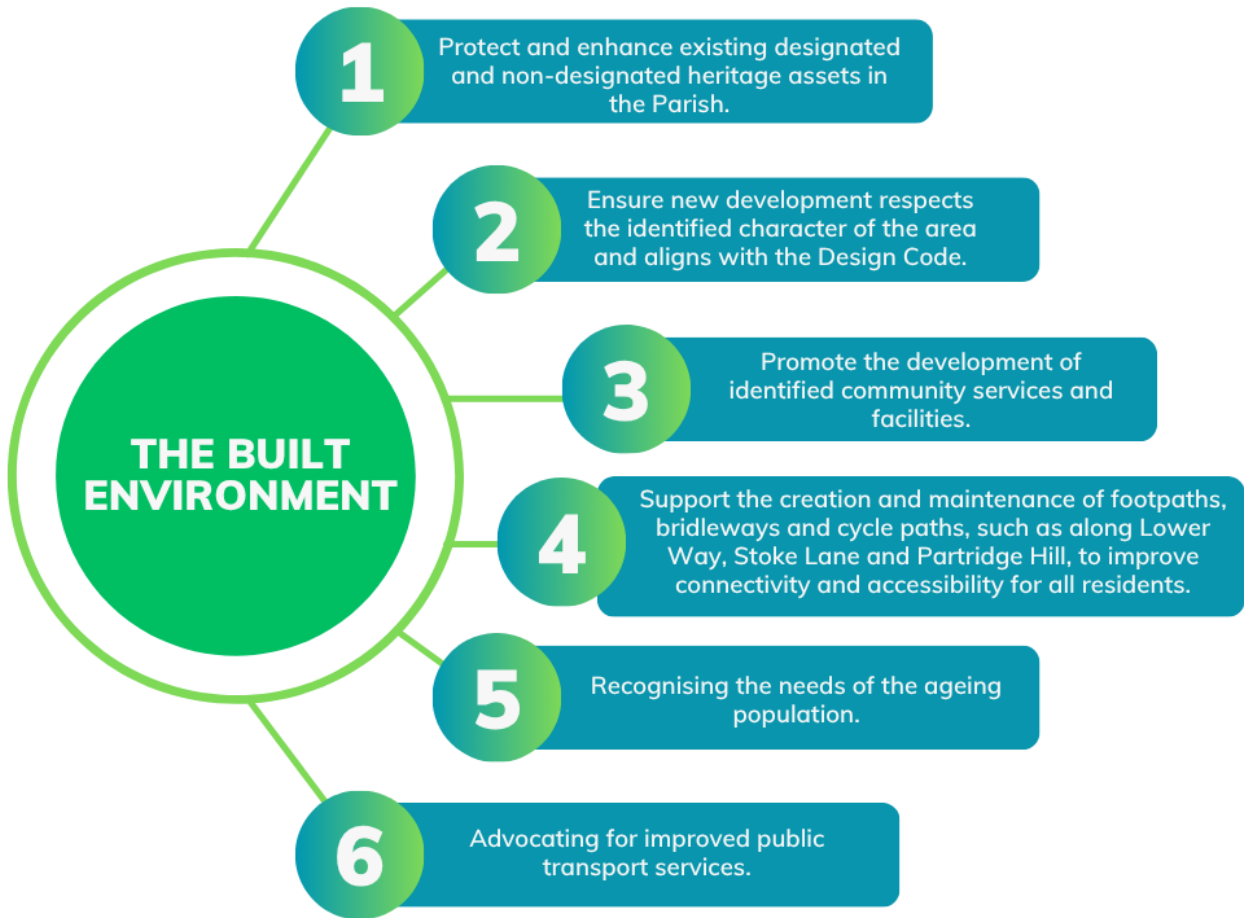 1
Protect and enhance existing designated
and non-designated heritage assets in
the Parish.
2
Ensure new development respects
the identified character of the area
and aligns with the Design Code.
3
Promote the development of
identified community services and
facilities.
THE BUILT
ENVIRONMENT
4
Support the creation and maintenance of footpaths,
bridleways and cycle paths, such as along Lower
Way, Stoke Lane and Partridge Hill, to improve
connectivity and accessibility for all residents.
5
Recognising the needs of the ageing
population.
6
Advocating for improved public
transport services.